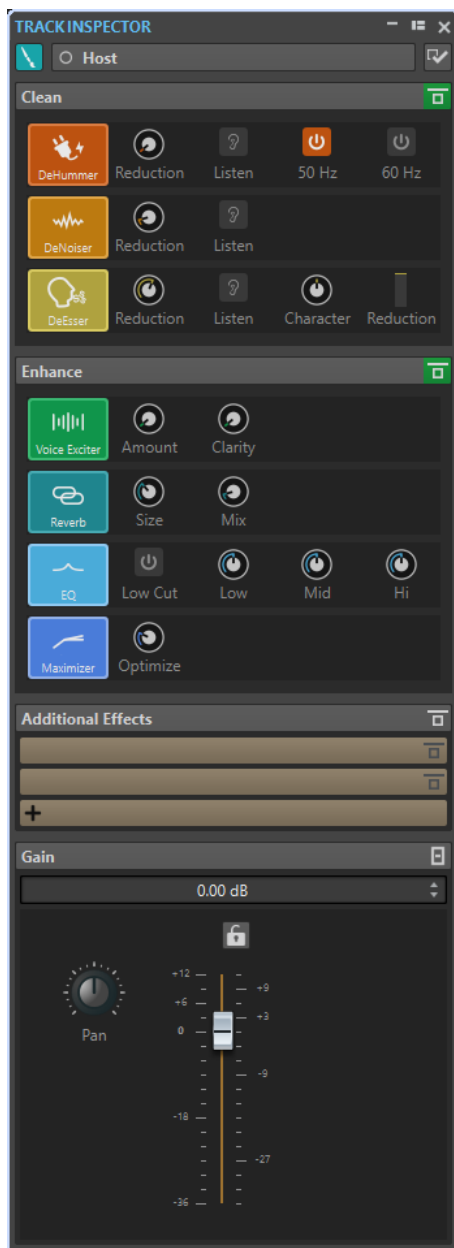 TRACK INSPECTOR
Host
Clean
DeHummer Reduction Listen 50 Hz 60 Hz
DeNoiser Reduction Listen
DeEsser Reduction Listen Character Reduction
Enhance
Voice Exciter Amount Clarity
Reverb Size Mix
EQ Low Cut Low Mid Hi
Maximizer Optimize
Additional Effects
+
Gain
0.00 dB
+12
+9
+6
+3
Pan 0
-9
-18
-27
-36